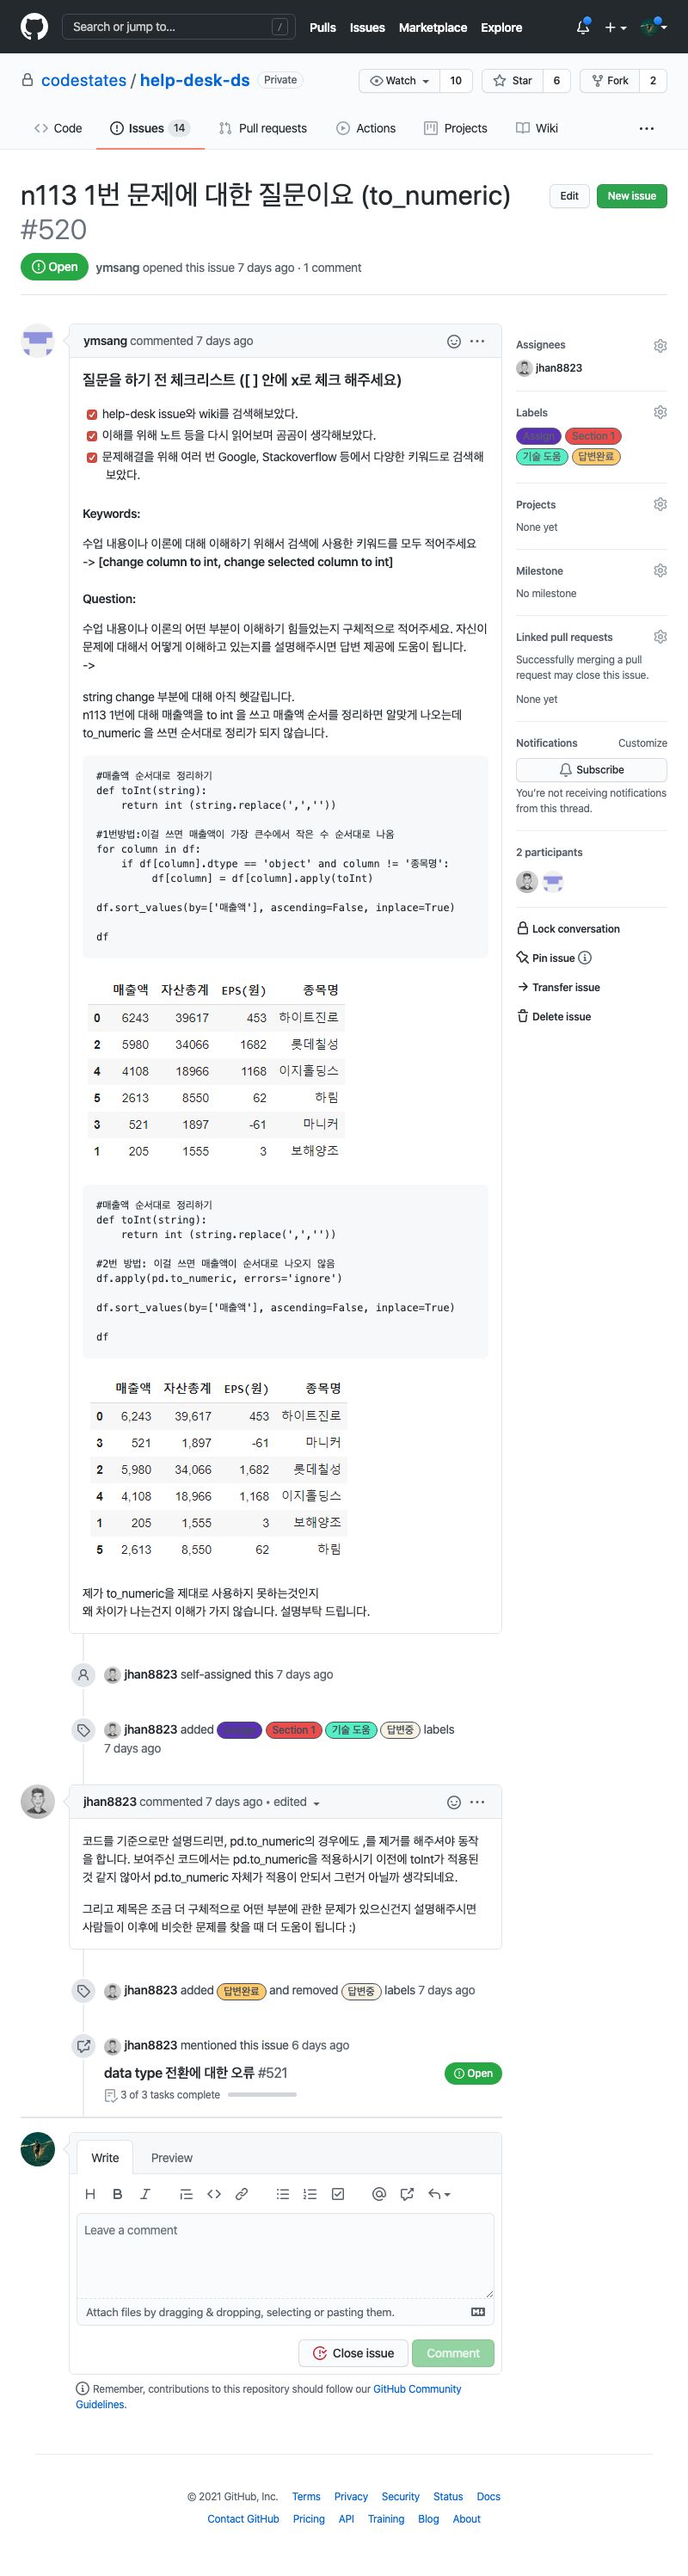 Search or jump to... /
Pulls Issues Marketplace Explore
codestates / help-desk-ds Private
Watch 10 Star 6 Fork 2
Code Issues 14 Pull requests Actions Projects Wiki ...
n113 1번 문제에 대한 질문이요 (to_numeric)
#520
Edit New issue
Open ymsang opened this issue 7 days ago · 1 comment
ymsang commented 7 days ago
질문을 하기 전 체크리스트 ([ ] 안에 x로 체크 해주세요)
help-desk issue와 wiki를 검색해보았다.
이해를 위해 노트 등을 다시 읽어보며 곰곰이 생각해보았다.
문제해결을 위해 여러 번 Google, Stackoverflow 등에서 다양한 키워드로 검색해
보았다.
Keywords:
수업 내용이나 이론에 대해 이해하기 위해서 검색에 사용한 키워드를 모두 적어주세요
-> [change column to int, change selected column to int]
Question:
수업 내용이나 이론의 어떤 부분이 이해하기 힘들었는지 구체적으로 적어주세요. 자신이
문제에 대해서 어떻게 이해하고 있는지를 설명해주시면 답변 제공에 도움이 됩니다.
->
string change 부분에 대해 아직 헷갈립니다.
n113 1번에 대해 매출액을 to int 을 쓰고 매출액 순서를 정리하면 알맞게 나오는데
to_numeric 을 쓰면 순서대로 정리가 되지 않습니다.
#매출액 순서대로 정리하기
def toInt(string):
    return int (string.replace(',',''))
#1번방법:이걸 쓰면 매출액이 가장 큰수에서 작은 수 순서대로 나옴
for column in df:
    if df[column].dtype == 'object' and column != '종목명':
         df[column] = df[column].apply(toInt)
df.sort_values(by=['매출액'], ascending=False, inplace=True)
df
매출액 자산총계 EPS(원) 종목명
0 6243 39617 453 하이트진로
2 5980 34066 1682 롯데칠성
4 4108 18966 1168 이지홀딩스
5 2613 8550 62 하림
3 521 1897 -61 마니커
1 205 1555 3 보해양조
#매출액 순서대로 정리하기
def toInt(string):
    return int (string.replace(',',''))
#2번 방법: 이걸 쓰면 매출액이 순서대로 나오지 않음
df.apply(pd.to_numeric, errors='ignore')
df.sort_values(by=['매출액'], ascending=False, inplace=True)
df
매출액 자산총계 EPS(원) 종목명
0 6,243 39,617 453 하이트진로
3 521 1,897 -61 마니커
2 5,980 34,066 1,682 롯데칠성
4 4,108 18,966 1,168 이지홀딩스
1 205 1,555 3 보해양조
5 2,613 8,550 62 하림
제가 to_numeric을 제대로 사용하지 못하는것인지
왜 차이가 나는건지 이해가 가지 않습니다. 설명부탁 드립니다.
jhan8823 self-assigned this 7 days ago
jhan8823 added Section 1 기술 도움 답변중 labels
7 days ago
jhan8823 commented 7 days ago • edited
코드를 기준으로만 설명드리면, pd.to_numeric의 경우에도 ,를 제거를 해주셔야 동작
을 합니다. 보여주신 코드에서는 pd.to_numeric을 적용하시기 이전에 toInt가 적용된
것 같지 않아서 pd.to_numeric 자체가 적용이 안되서 그런거 아닐까 생각되네요.
그리고 제목은 조금 더 구체적으로 어떤 부분에 관한 문제가 있으신건지 설명해주시면
사람들이 이후에 비슷한 문제를 찾을 때 더 도움이 됩니다 :)
jhan8823 added 답변완료 and removed 답변중 labels 7 days ago
jhan8823 mentioned this issue 6 days ago
data type 전환에 대한 오류 #521 Open
3 of 3 tasks complete
Write Preview
H B I
Leave a comment
Attach files by dragging & dropping, selecting or pasting them.
Close issue Comment
Remember, contributions to this repository should follow our GitHub Community
Guidelines.
Assignees
jhan8823
Labels
Assign Section 1
기술 도움 답변완료
Projects
None yet
Milestone
No milestone
Linked pull requests
Successfully merging a pull
request may close this issue.
None yet
Notifications Customize
Subscribe
You're not receiving notifications
from this thread.
2 participants
Lock conversation
Pin issue
Transfer issue
Delete issue
© 2021 GitHub, Inc. Terms Privacy Security Status Docs
Contact GitHub Pricing API Training Blog About